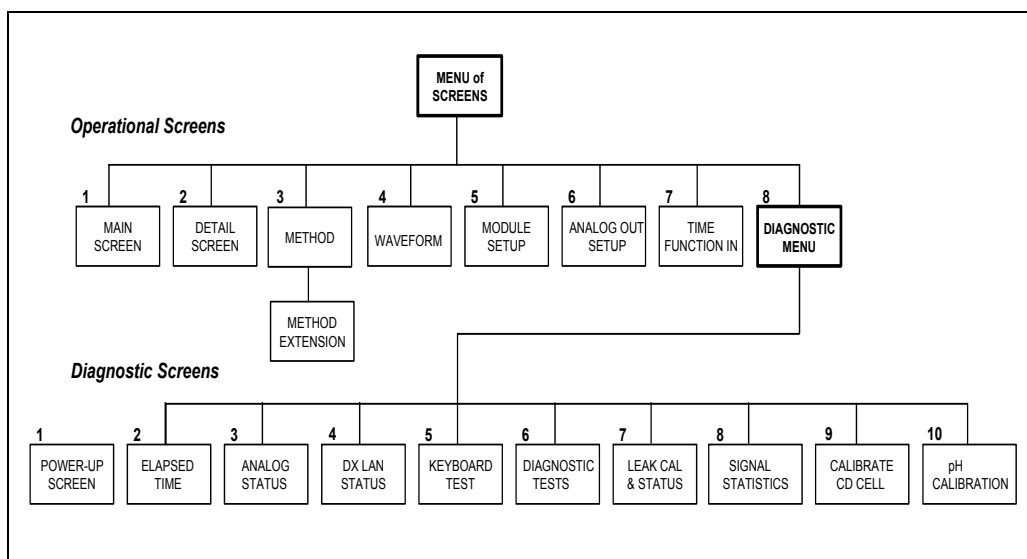 MENU of
SCREENS
Operational Screens
1
MAIN
SCREEN
2
DETAIL
SCREEN
3
METHOD
4
WAVEFORM
5
MODULE
SETUP
6
ANALOG OUT
SETUP
7
TIME
FUNCTION IN
8
DIAGNOSTIC
MENU
METHOD
EXTENSION
Diagnostic Screens
1
POWER-UP
SCREEN
2
ELAPSED
TIME
3
ANALOG
STATUS
4
DX LAN
STATUS
5
KEYBOARD
TEST
6
DIAGNOSTIC
TESTS
7
LEAK CAL
& STATUS
8
SIGNAL
STATISTICS
9
CALIBRATE
CD CELL
10
pH
CALIBRATION